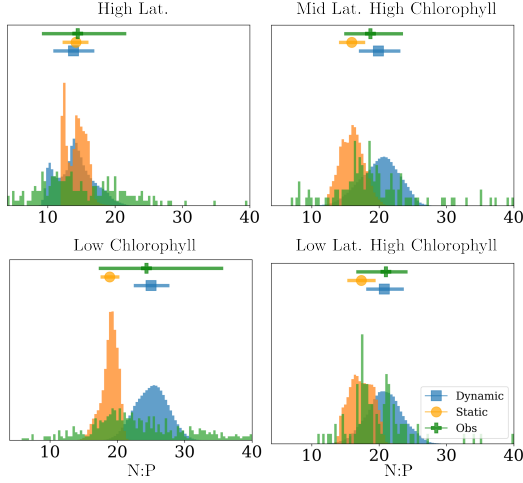 High Lat.
Mid Lat. High Chlorophyll
10 20 30 40
10 20 30 40
Low Chlorophyll
Low Lat. High Chlorophyll
Dynamic
Static
Obs
10 20 30 40
10 20 30 40
N:P
N:P